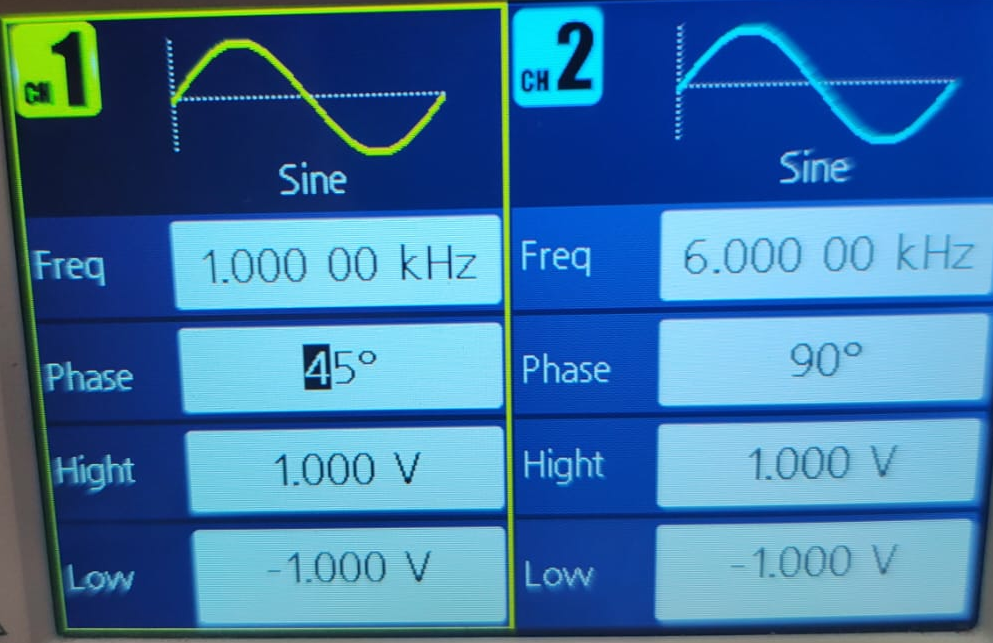 CH 1
Sine
Freq 1.000 00 kHz
Phase 45°
Hight 1.000 V
Low -1.000 V
CH 2
Sine
Freq 6.000 00 kHz
Phase 90°
Hight 1.000 V
Low -1.000 V